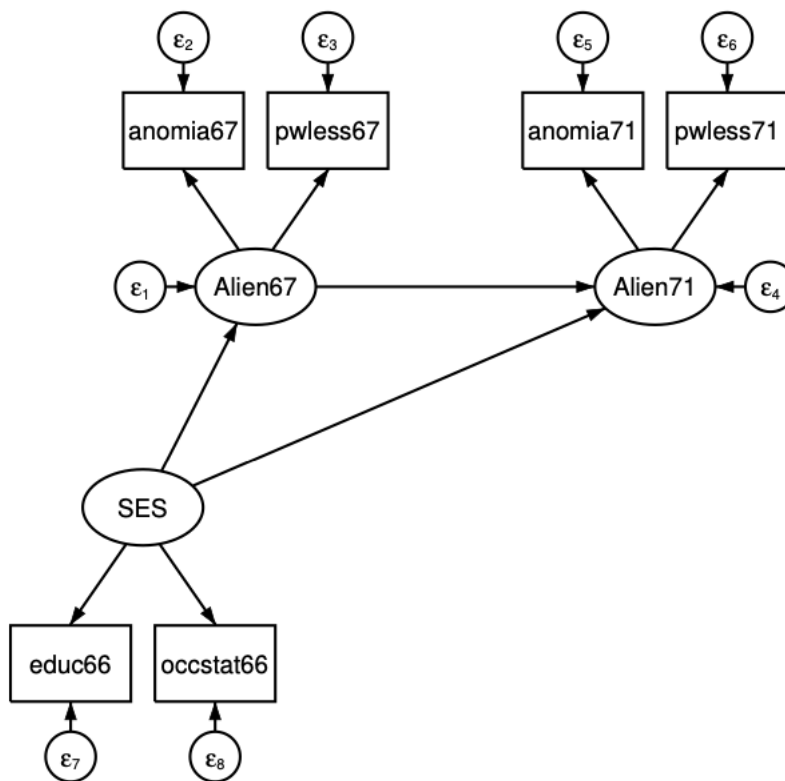 ε₂ ε₃ ε₅ ε₆
anomia67 pwless67 anomia71 pwless71
ε₁ Alien67 Alien71 ε₄
SES
educ66 occstat66
ε₇ ε₈